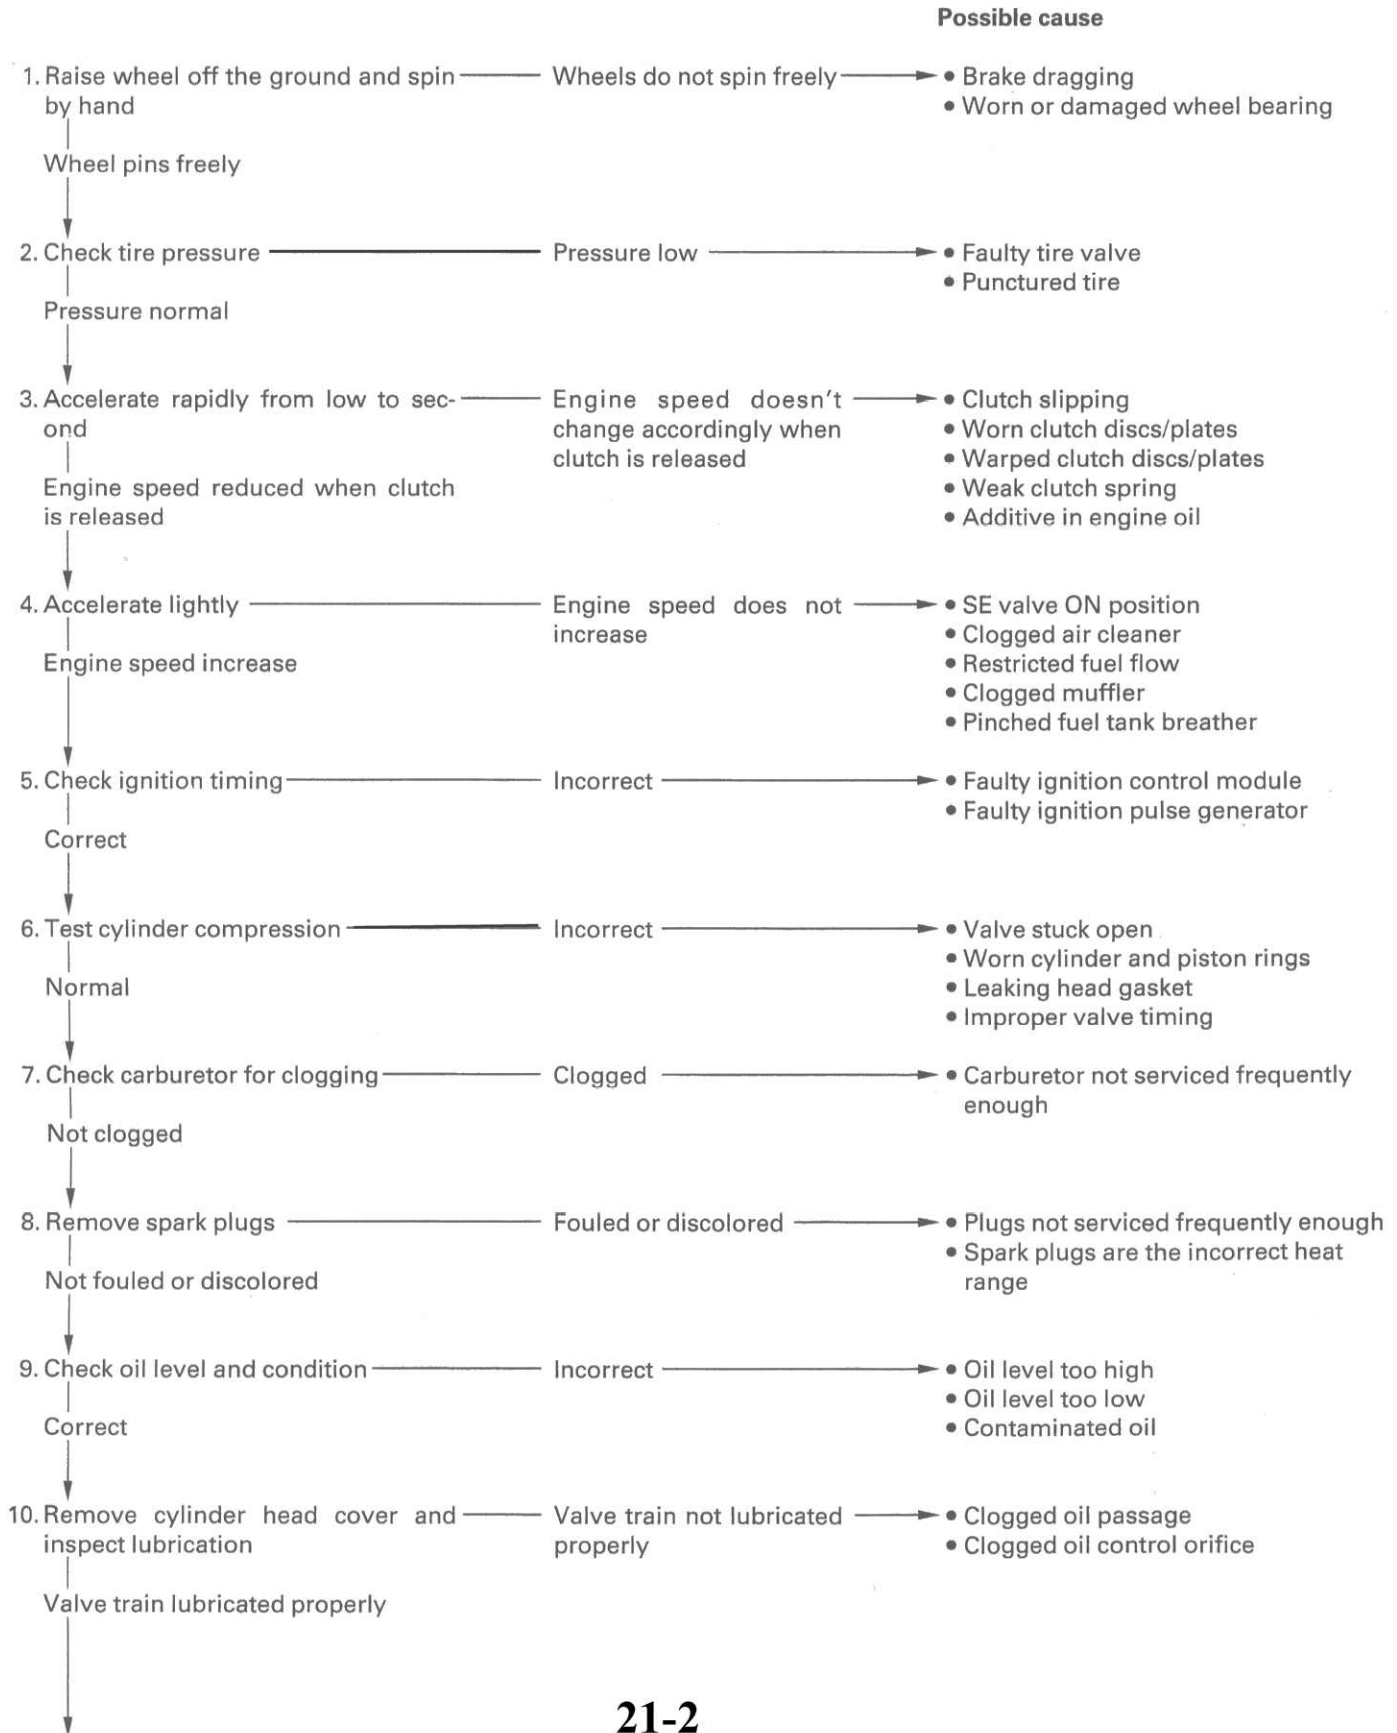 Possible cause
1. Raise wheel off the ground and spin Wheels do not spin freely • Brake dragging
by hand • Worn or damaged wheel bearing
Wheel pins freely
2. Check tire pressure Pressure low • Faulty tire valve
• Punctured tire
Pressure normal
3. Accelerate rapidly from low to sec- Engine speed doesn't • Clutch slipping
ond change accordingly when • Worn clutch discs/plates
clutch is released • Warped clutch discs/plates
Engine speed reduced when clutch • Weak clutch spring
is released • Additive in engine oil
4. Accelerate lightly Engine speed does not • SE valve ON position
increase • Clogged air cleaner
Engine speed increase • Restricted fuel flow
• Clogged muffler
• Pinched fuel tank breather
5. Check ignition timing Incorrect • Faulty ignition control module
• Faulty ignition pulse generator
Correct
6. Test cylinder compression Incorrect • Valve stuck open
• Worn cylinder and piston rings
Normal • Leaking head gasket
• Improper valve timing
7. Check carburetor for clogging Clogged • Carburetor not serviced frequently
enough
Not clogged
8. Remove spark plugs Fouled or discolored • Plugs not serviced frequently enough
• Spark plugs are the incorrect heat
Not fouled or discolored range
9. Check oil level and condition Incorrect • Oil level too high
• Oil level too low
Correct • Contaminated oil
10. Remove cylinder head cover and Valve train not lubricated • Clogged oil passage
inspect lubrication properly • Clogged oil control orifice
Valve train lubricated properly
21-2